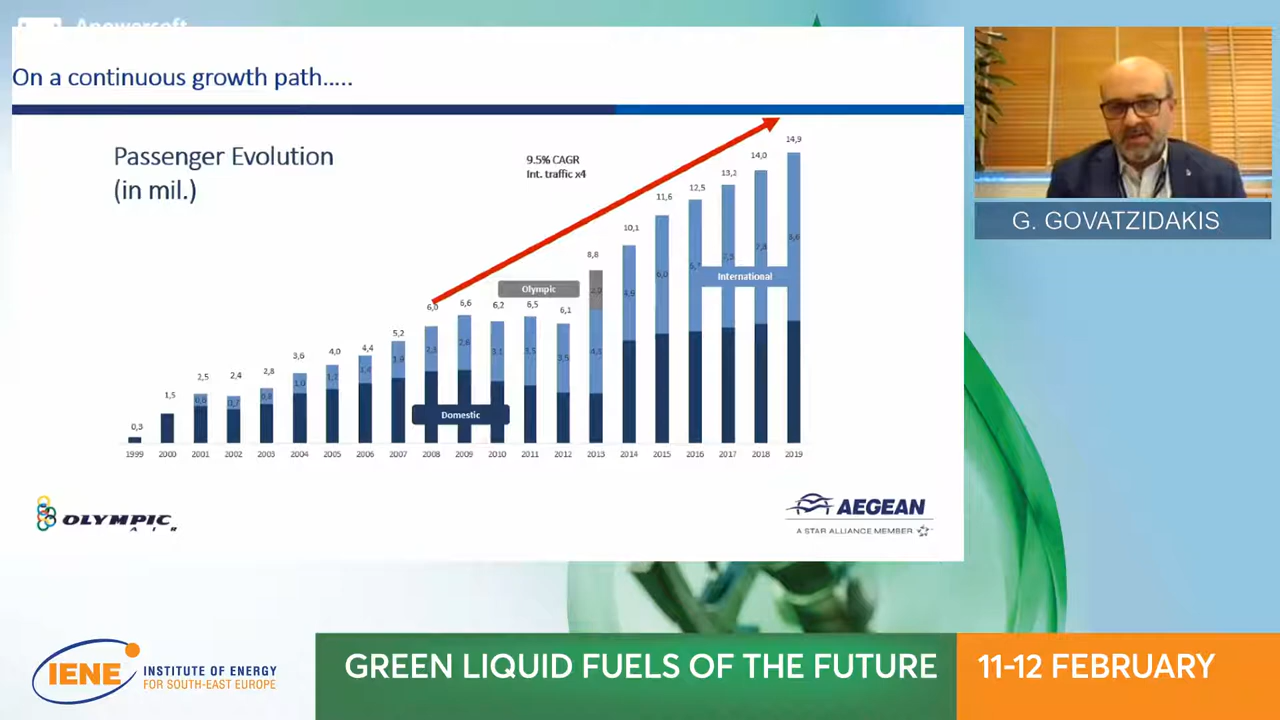 Apowersoft
On a continuous growth path.....
Passenger Evolution
(in mil.)
9.5% CAGR
Int. traffic x4
14,9
14,0
13,2
12,5
11,6
10,1
8,8
6,0
6,6
6,2
6,5
6,1
5,2
4,4
4,0
3,6
2,8
2,4
2,5
1,5
0,3
Olympic
International
Domestic
1999 2000 2001 2002 2003 2004 2005 2006 2007 2008 2009 2010 2011 2012 2013 2014 2015 2016 2017 2018 2019
OLYMPIC
AIR
AEGEAN
A STAR ALLIANCE MEMBER
G. GOVATZIDAKIS
IENE
INSTITUTE OF ENERGY
FOR SOUTH-EAST EUROPE
GREEN LIQUID FUELS OF THE FUTURE
11-12 FEBRUARY